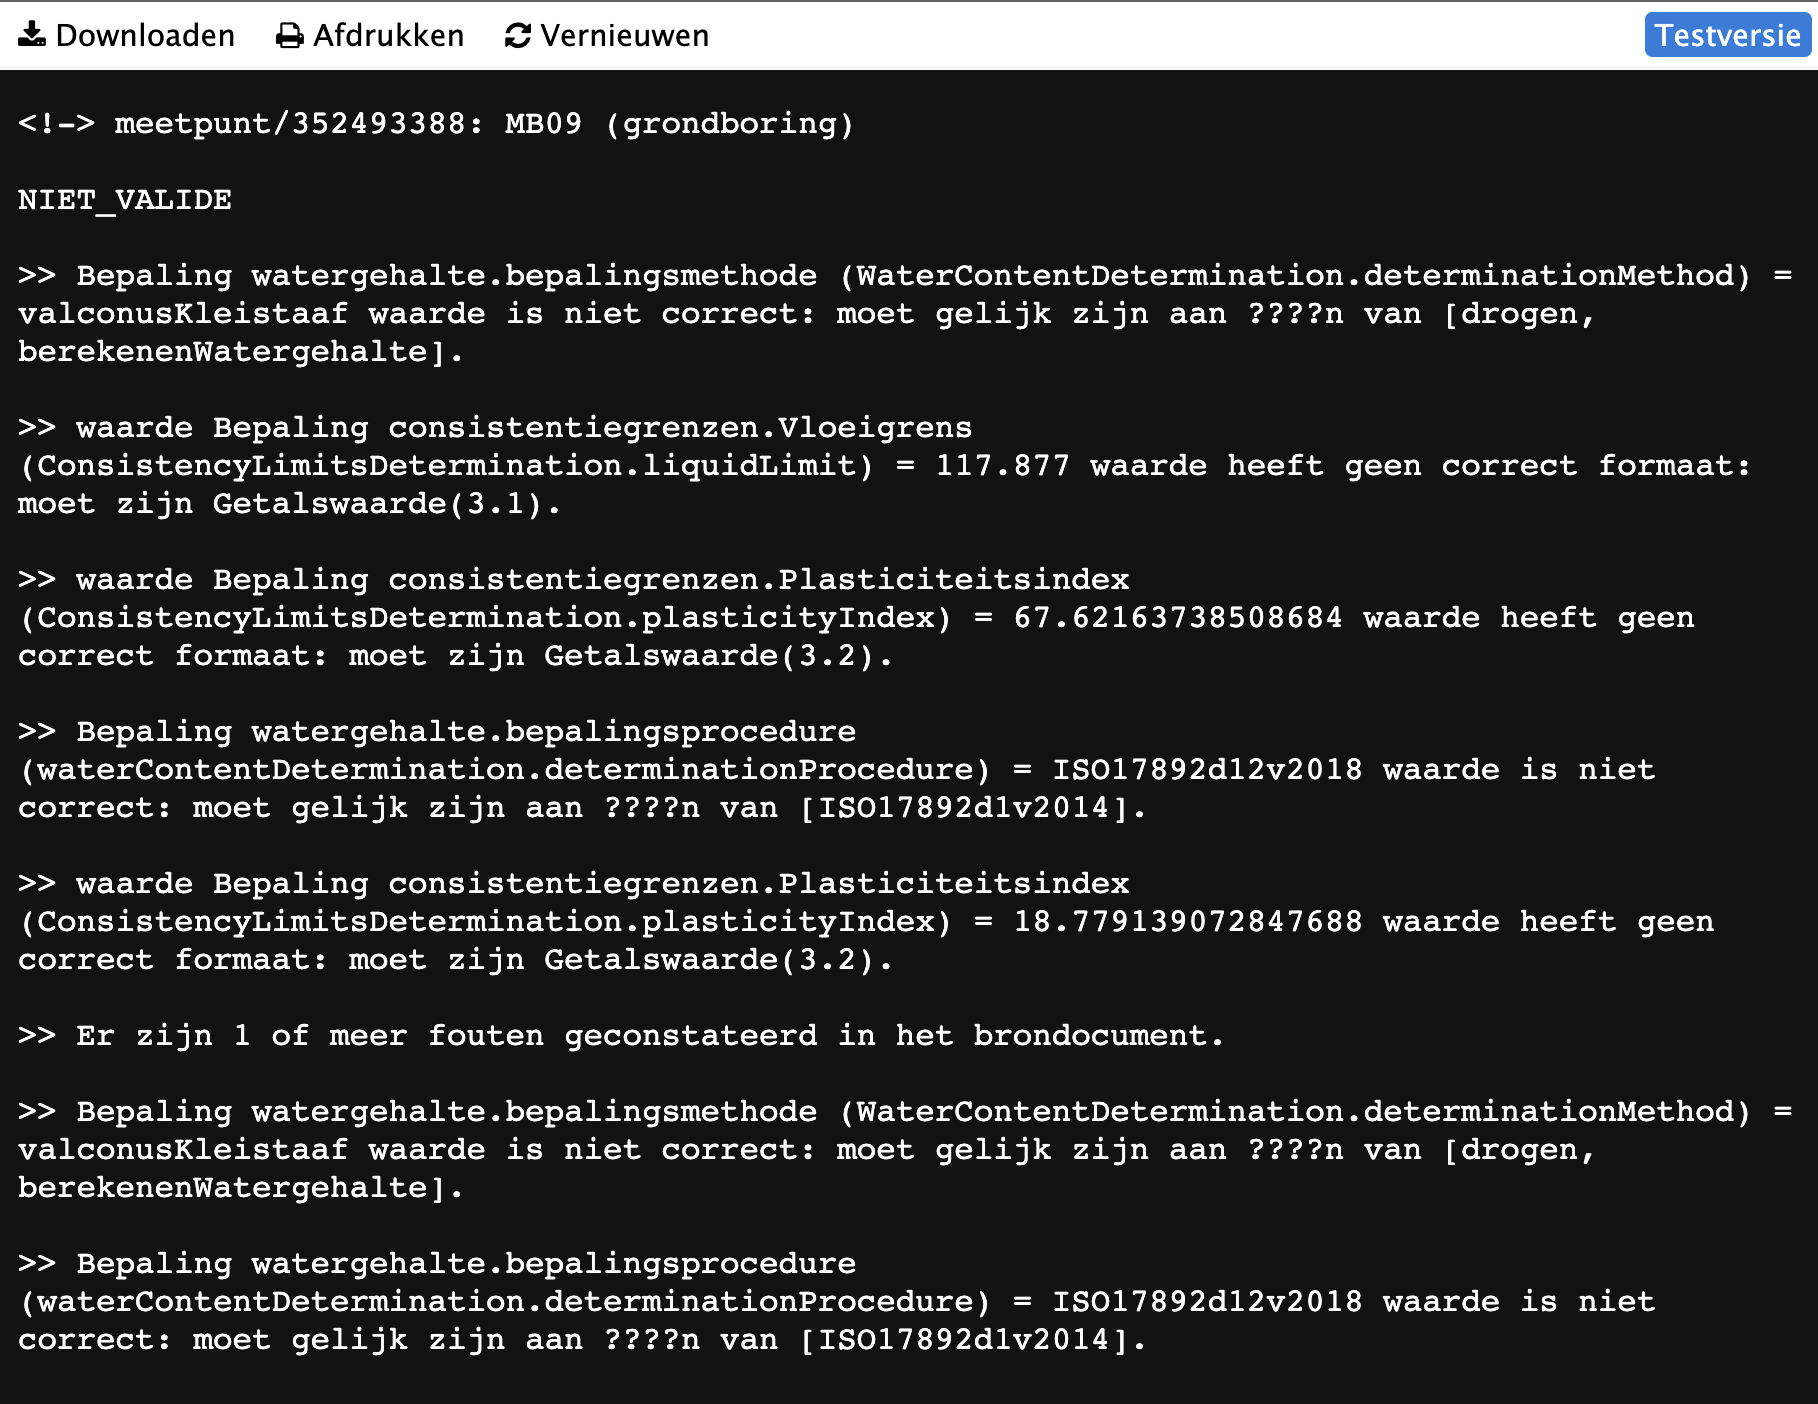 Downloaden Afdrukken Vernieuwen Testversie
<!-> meetpunt/352493388: MB09 (grondboring)
NIET_VALIDE
>> Bepaling watergehalte.bepalingsmethode (WaterContentDetermination.determinationMethod) =
valconusKleistaaf waarde is niet correct: moet gelijk zijn aan ????n van [drogen,
berekenenWatergehalte].
>> waarde Bepaling consistentiegrenzen.Vloeigrens
(ConsistencyLimitsDetermination.liquidLimit) = 117.877 waarde heeft geen correct formaat:
moet zijn Getalswaarde(3.1).
>> waarde Bepaling consistentiegrenzen.Plasticiteitsindex
(ConsistencyLimitsDetermination.plasticityIndex) = 67.62163738508684 waarde heeft geen
correct formaat: moet zijn Getalswaarde(3.2).
>> Bepaling watergehalte.bepalingsprocedure
(waterContentDetermination.determinationProcedure) = ISO17892d12v2018 waarde is niet
correct: moet gelijk zijn aan ????n van [ISO17892d1v2014].
>> waarde Bepaling consistentiegrenzen.Plasticiteitsindex
(ConsistencyLimitsDetermination.plasticityIndex) = 18.779139072847688 waarde heeft geen
correct formaat: moet zijn Getalswaarde(3.2).
>> Er zijn 1 of meer fouten geconstateerd in het brondocument.
>> Bepaling watergehalte.bepalingsmethode (WaterContentDetermination.determinationMethod) =
valconusKleistaaf waarde is niet correct: moet gelijk zijn aan ????n van [drogen,
berekenenWatergehalte].
>> Bepaling watergehalte.bepalingsprocedure
(waterContentDetermination.determinationProcedure) = ISO17892d12v2018 waarde is niet
correct: moet gelijk zijn aan ????n van [ISO17892d1v2014].